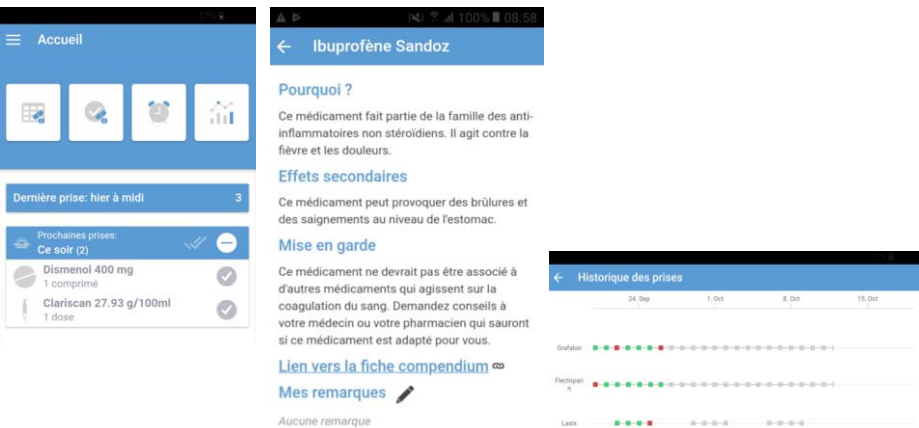 57%
Accueil
Dernière prise: hier à midi 3
Prochaines prises:
Ce soir (2)
Dismenol 400 mg
1 comprimé
Clariscan 27.93 g/100ml
1 dose
100% 08:58
Ibuprofène Sandoz
Pourquoi ?
Ce médicament fait partie de la famille des anti-
inflammatoires non stéroïdiens. Il agit contre la
fièvre et les douleurs.
Effets secondaires
Ce médicament peut provoquer des brûlures et
des saignements au niveau de l'estomac.
Mise en garde
Ce médicament ne devrait pas être associé à
d'autres médicaments qui agissent sur la
coagulation du sang. Demandez conseils à
votre médecin ou votre pharmacien qui sauront
si ce médicament est adapté pour vous.
Lien vers la fiche compendium
Mes remarques
Aucune remarque
Historique des prises
24. Sep 1. Oct 8. Oct 15. Oct
Grafalon
Flectopari
n
Lasix